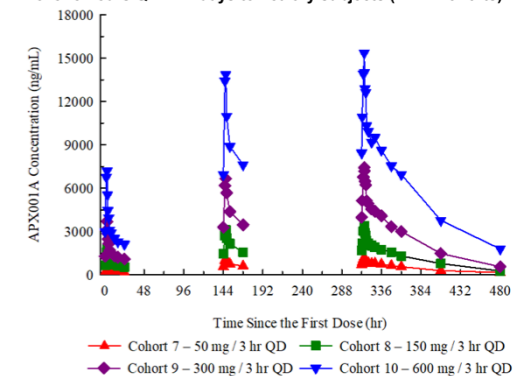 18000
15000
12000
9000
6000
3000
0
APX001A Concentration (ng/mL)
0 48 96 144 192 240 288 336 384 432 480
Time Since the First Dose (hr)
Cohort 7 – 50 mg / 3 hr QD Cohort 8 – 150 mg / 3 hr QD
Cohort 9 – 300 mg / 3 hr QD Cohort 10 – 600 mg / 3 hr QD